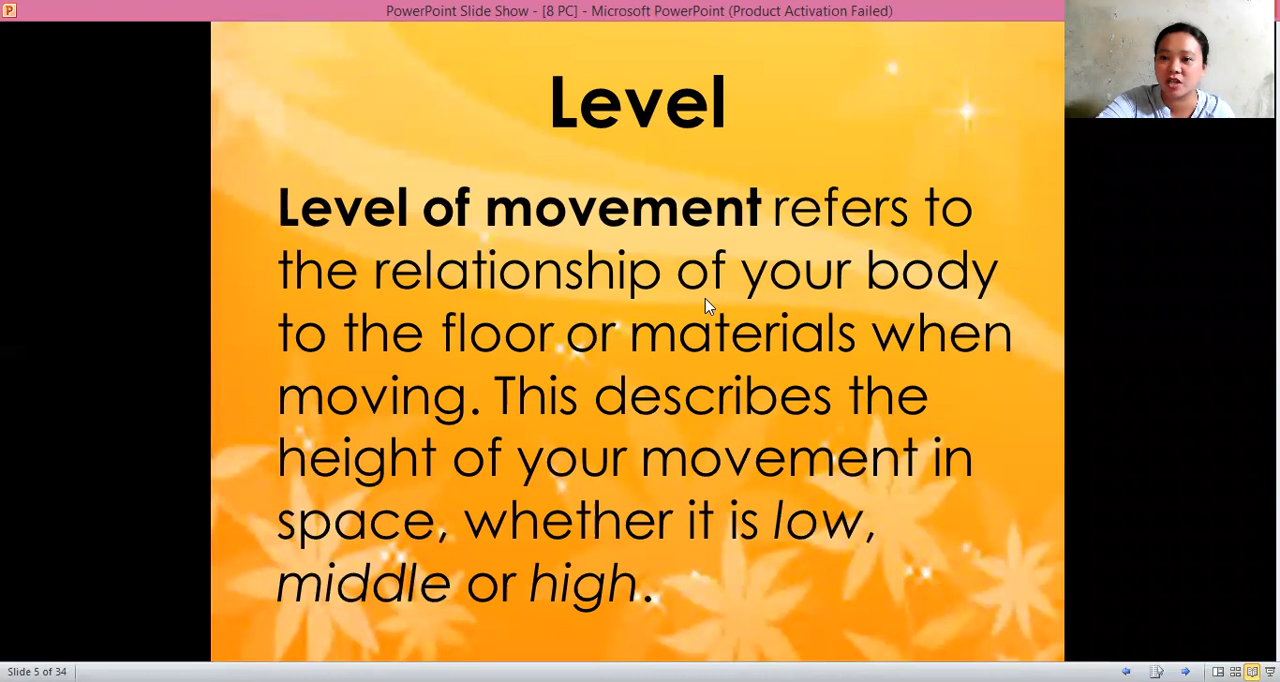 PowerPoint Slide Show - [8 PC] - Microsoft PowerPoint (Product Activation Failed)
Level
Level of movement refers to
the relationship of your body
to the floor or materials when
moving. This describes the
height of your movement in
space, whether it is low,
middle or high.
Slide 5 of 34